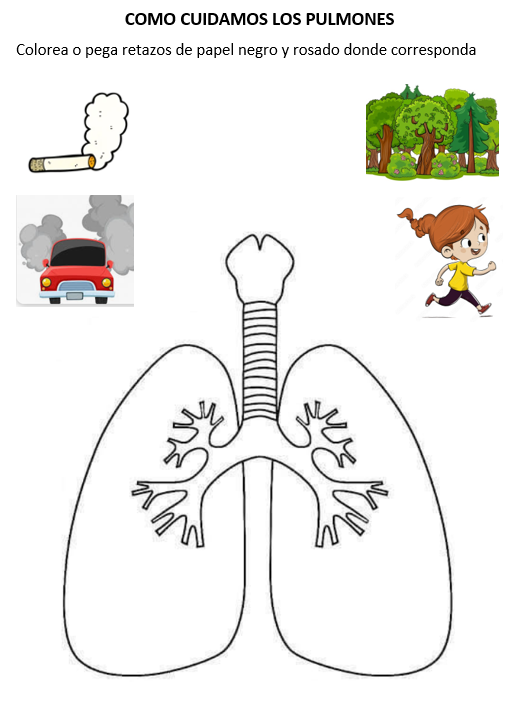 COMO CUIDAMOS LOS PULMONES
Colorea o pega retazos de papel negro y rosado donde corresponda